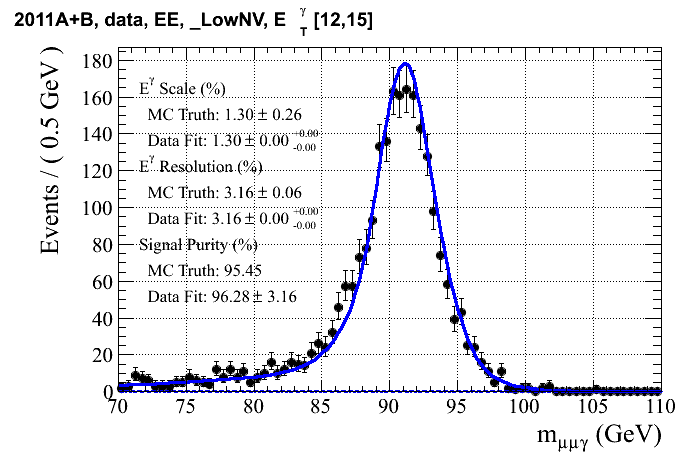 2011A+B, data, EE, _LowNV, E_T^γ [12,15]
Events / ( 0.5 GeV )
180
160
140
120
100
80
60
40
20
0
E^γ Scale (%)
MC Truth: 1.30 ± 0.26
Data Fit: 1.30 ± 0.00 +0.00 -0.00
E^γ Resolution (%)
MC Truth: 3.16 ± 0.06
Data Fit: 3.16 ± 0.00 +0.00 -0.00
Signal Purity (%)
MC Truth: 95.45
Data Fit: 96.28 ± 3.16
70 75 80 85 90 95 100 105 110
m_μμγ (GeV)